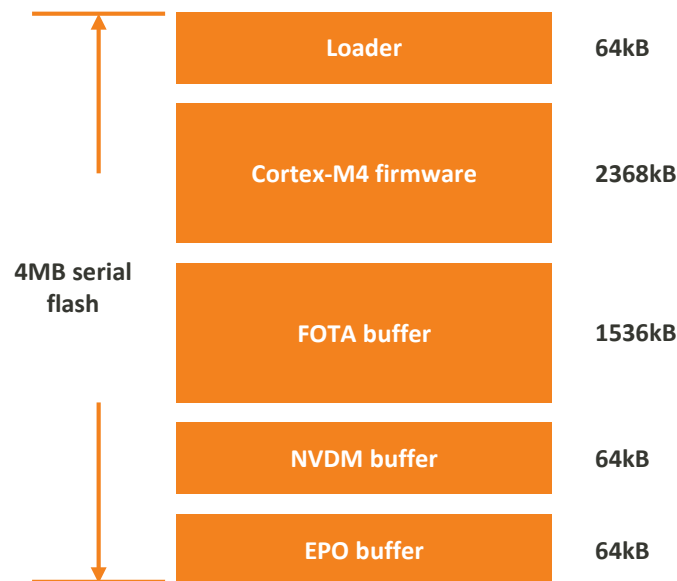 Loader 64kB
Cortex-M4 firmware 2368kB
4MB serial
flash
FOTA buffer 1536kB
NVDM buffer 64kB
EPO buffer 64kB